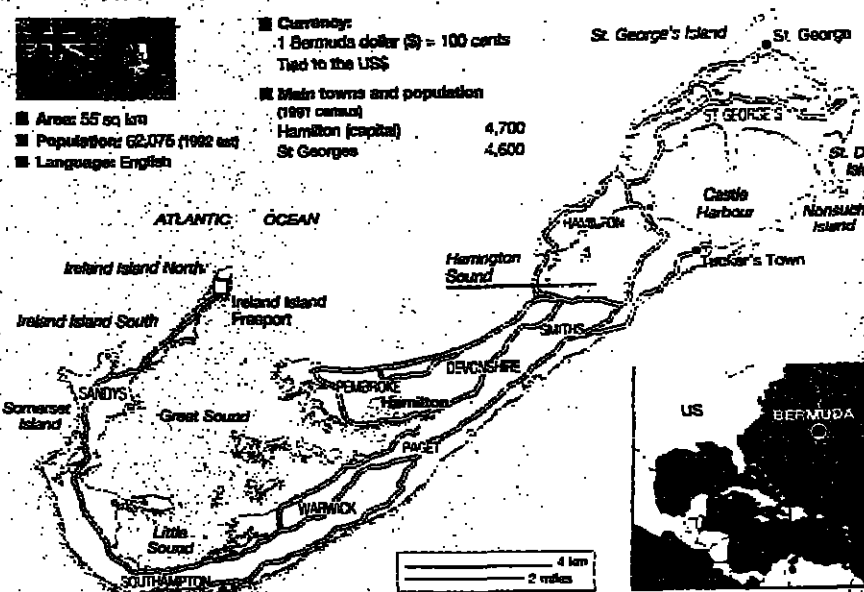 Currency:
1 Bermuda dollar ($) = 100 cents
Tied to the US$
Main towns and population
(1991 census)
Hamilton (capital) 4,700
St Georges 4,600
Area: 55 sq km
Population: 62,075 (1992 est)
Language: English
St. George's Island
St. George
ST GEORGE'S
St. D
Isl
Castle
Harbour
Nonsuch
Island
Tucker's Town
HAMILTON
Harrington
Sound
ATLANTIC OCEAN
Ireland Island North
Ireland Island
Freeport
Ireland Island South
SMITHS
DEVONSHIRE
PEMBROKE
Hamilton
SANDYS
Somerset
Island
Great Sound
PAGET
WARWICK
Little
Sound
SOUTHAMPTON
4 km
2 miles
US
BERMUDA